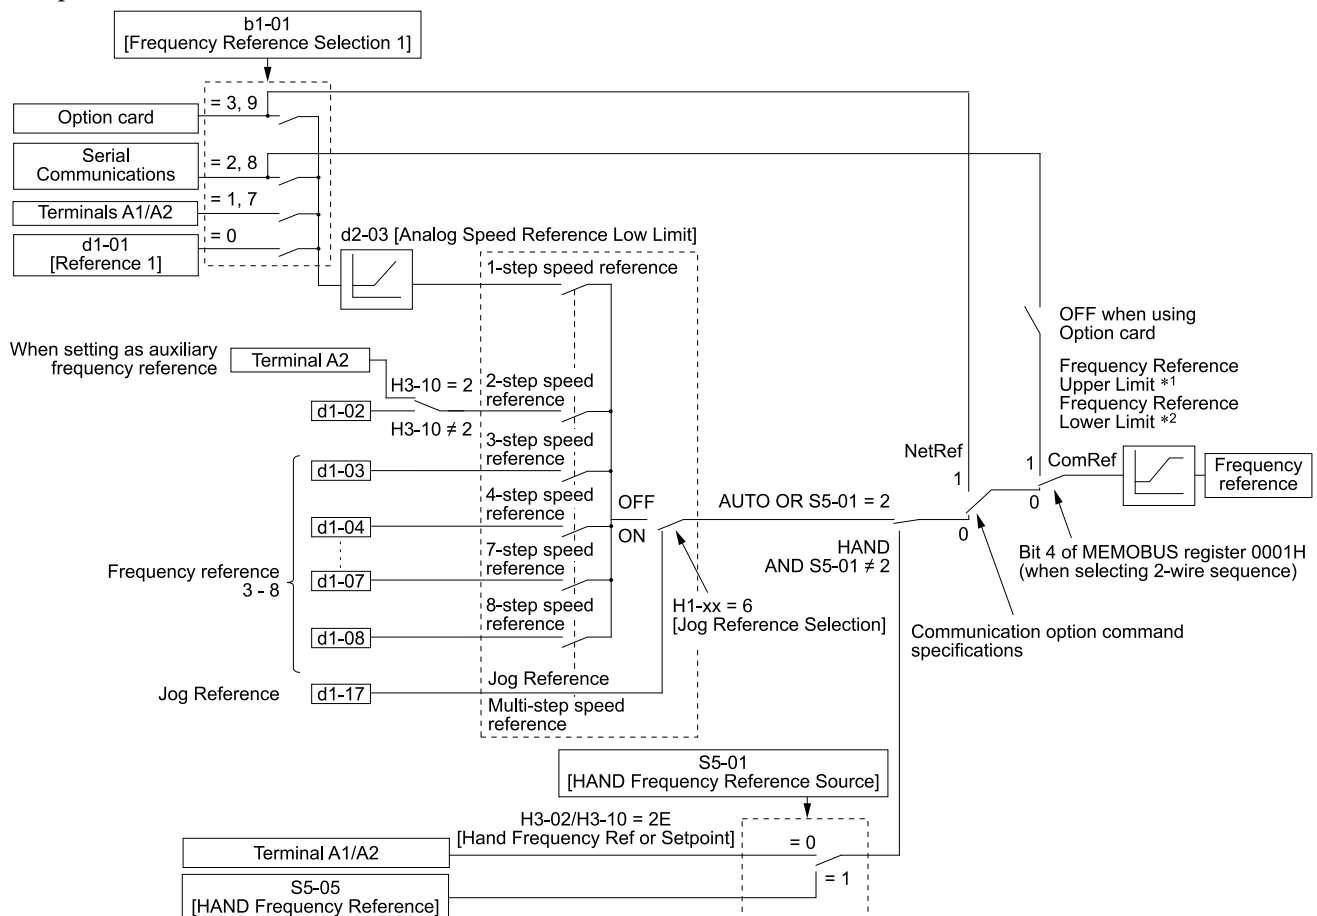 b1-01
[Frequency Reference Selection 1]
Option card
= 3, 9
Serial
Communications
= 2, 8
Terminals A1/A2
= 1, 7
d1-01
[Reference 1]
= 0
d2-03 [Analog Speed Reference Low Limit]
1-step speed reference
When setting as auxiliary
frequency reference
Terminal A2
H3-10 = 2
d1-02
H3-10 ≠ 2
2-step speed
reference
3-step speed
reference
d1-03
4-step speed
reference
d1-04
7-step speed
reference
d1-07
8-step speed
reference
d1-08
Frequency reference
3 - 8
Jog Reference
d1-17
Jog Reference
Multi-step speed
reference
OFF
ON
H1-xx = 6
[Jog Reference Selection]
AUTO OR S5-01 = 2
HAND
AND S5-01 ≠ 2
NetRef
1
0
OFF when using
Option card
Frequency Reference
Upper Limit *1
Frequency Reference
Lower Limit *2
1
ComRef
0
Frequency
reference
Bit 4 of MEMOBUS register 0001H
(when selecting 2-wire sequence)
Communication option command
specifications
S5-01
[HAND Frequency Reference Source]
H3-02/H3-10 = 2E
[Hand Frequency Ref or Setpoint]
Terminal A1/A2
= 0
= 1
S5-05
[HAND Frequency Reference]